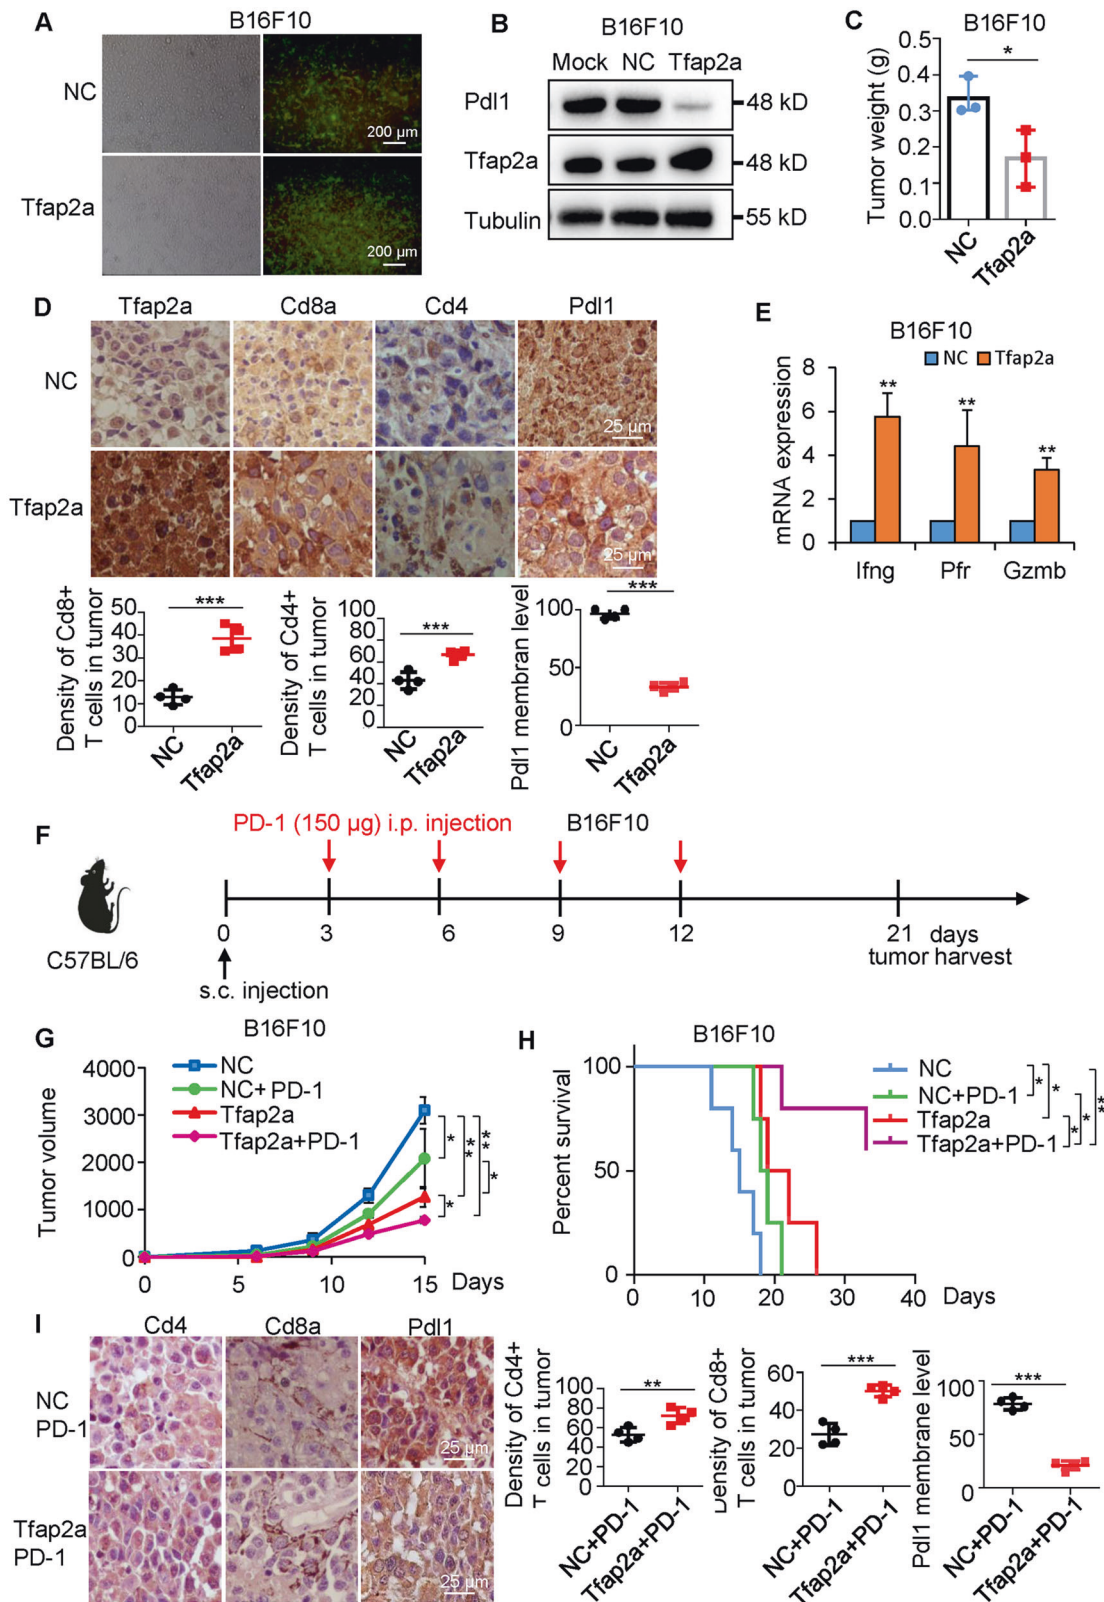 A
B16F10
NC
200 µm
Tfap2a
200 µm
B
B16F10
Mock NC Tfap2a
Pdl1
48 kD
Tfap2a
48 kD
Tubulin
55 kD
C
B16F10
*
Tumor weight (g)
0.5
0.4
0.3
0.2
0.1
0.0
NC
Tfap2a
D
Tfap2a Cd8a Cd4 Pdl1
NC
25 µm
Tfap2a
25 µm
Density of Cd8+
T cells in tumor
50
40
30
20
10
0
***
NC
Tfap2a
Density of Cd4+
T cells in tumor
100
80
60
40
20
0
***
NC
Tfap2a
Pdl1 membran level
100
50
0
***
NC
Tfap2a
E
B16F10
NC Tfap2a
mRNA expression
8
6
4
2
0
**
**
**
Ifng Pfr Gzmb
F
PD-1 (150 µg) i.p. injection B16F10
0 3 6 9 12 21 days
tumor harvest
C57BL/6
s.c. injection
G
B16F10
NC
NC+PD-1
Tfap2a
Tfap2a+PD-1
Tumor volume
4000
3000
2000
1000
0
0 5 10 15 Days
*
**
**
*
*
H
B16F10
NC
NC+PD-1
Tfap2a
Tfap2a+PD-1
*
*
*
*
**
Percent survival
100
50
0
0 10 20 30 40 Days
I
Cd4 Cd8a Pdl1
NC
PD-1
25 µm
Tfap2a
PD-1
25 µm
Density of Cd4+
T cells in tumor
100
80
60
40
20
0
**
NC+PD-1
Tfap2a+PD-1
Density of Cd8+
T cells in tumor
60
40
20
0
***
NC+PD-1
Tfap2a+PD-1
Pdl1 membrane level
100
50
0
***
NC+PD-1
Tfap2a+PD-1